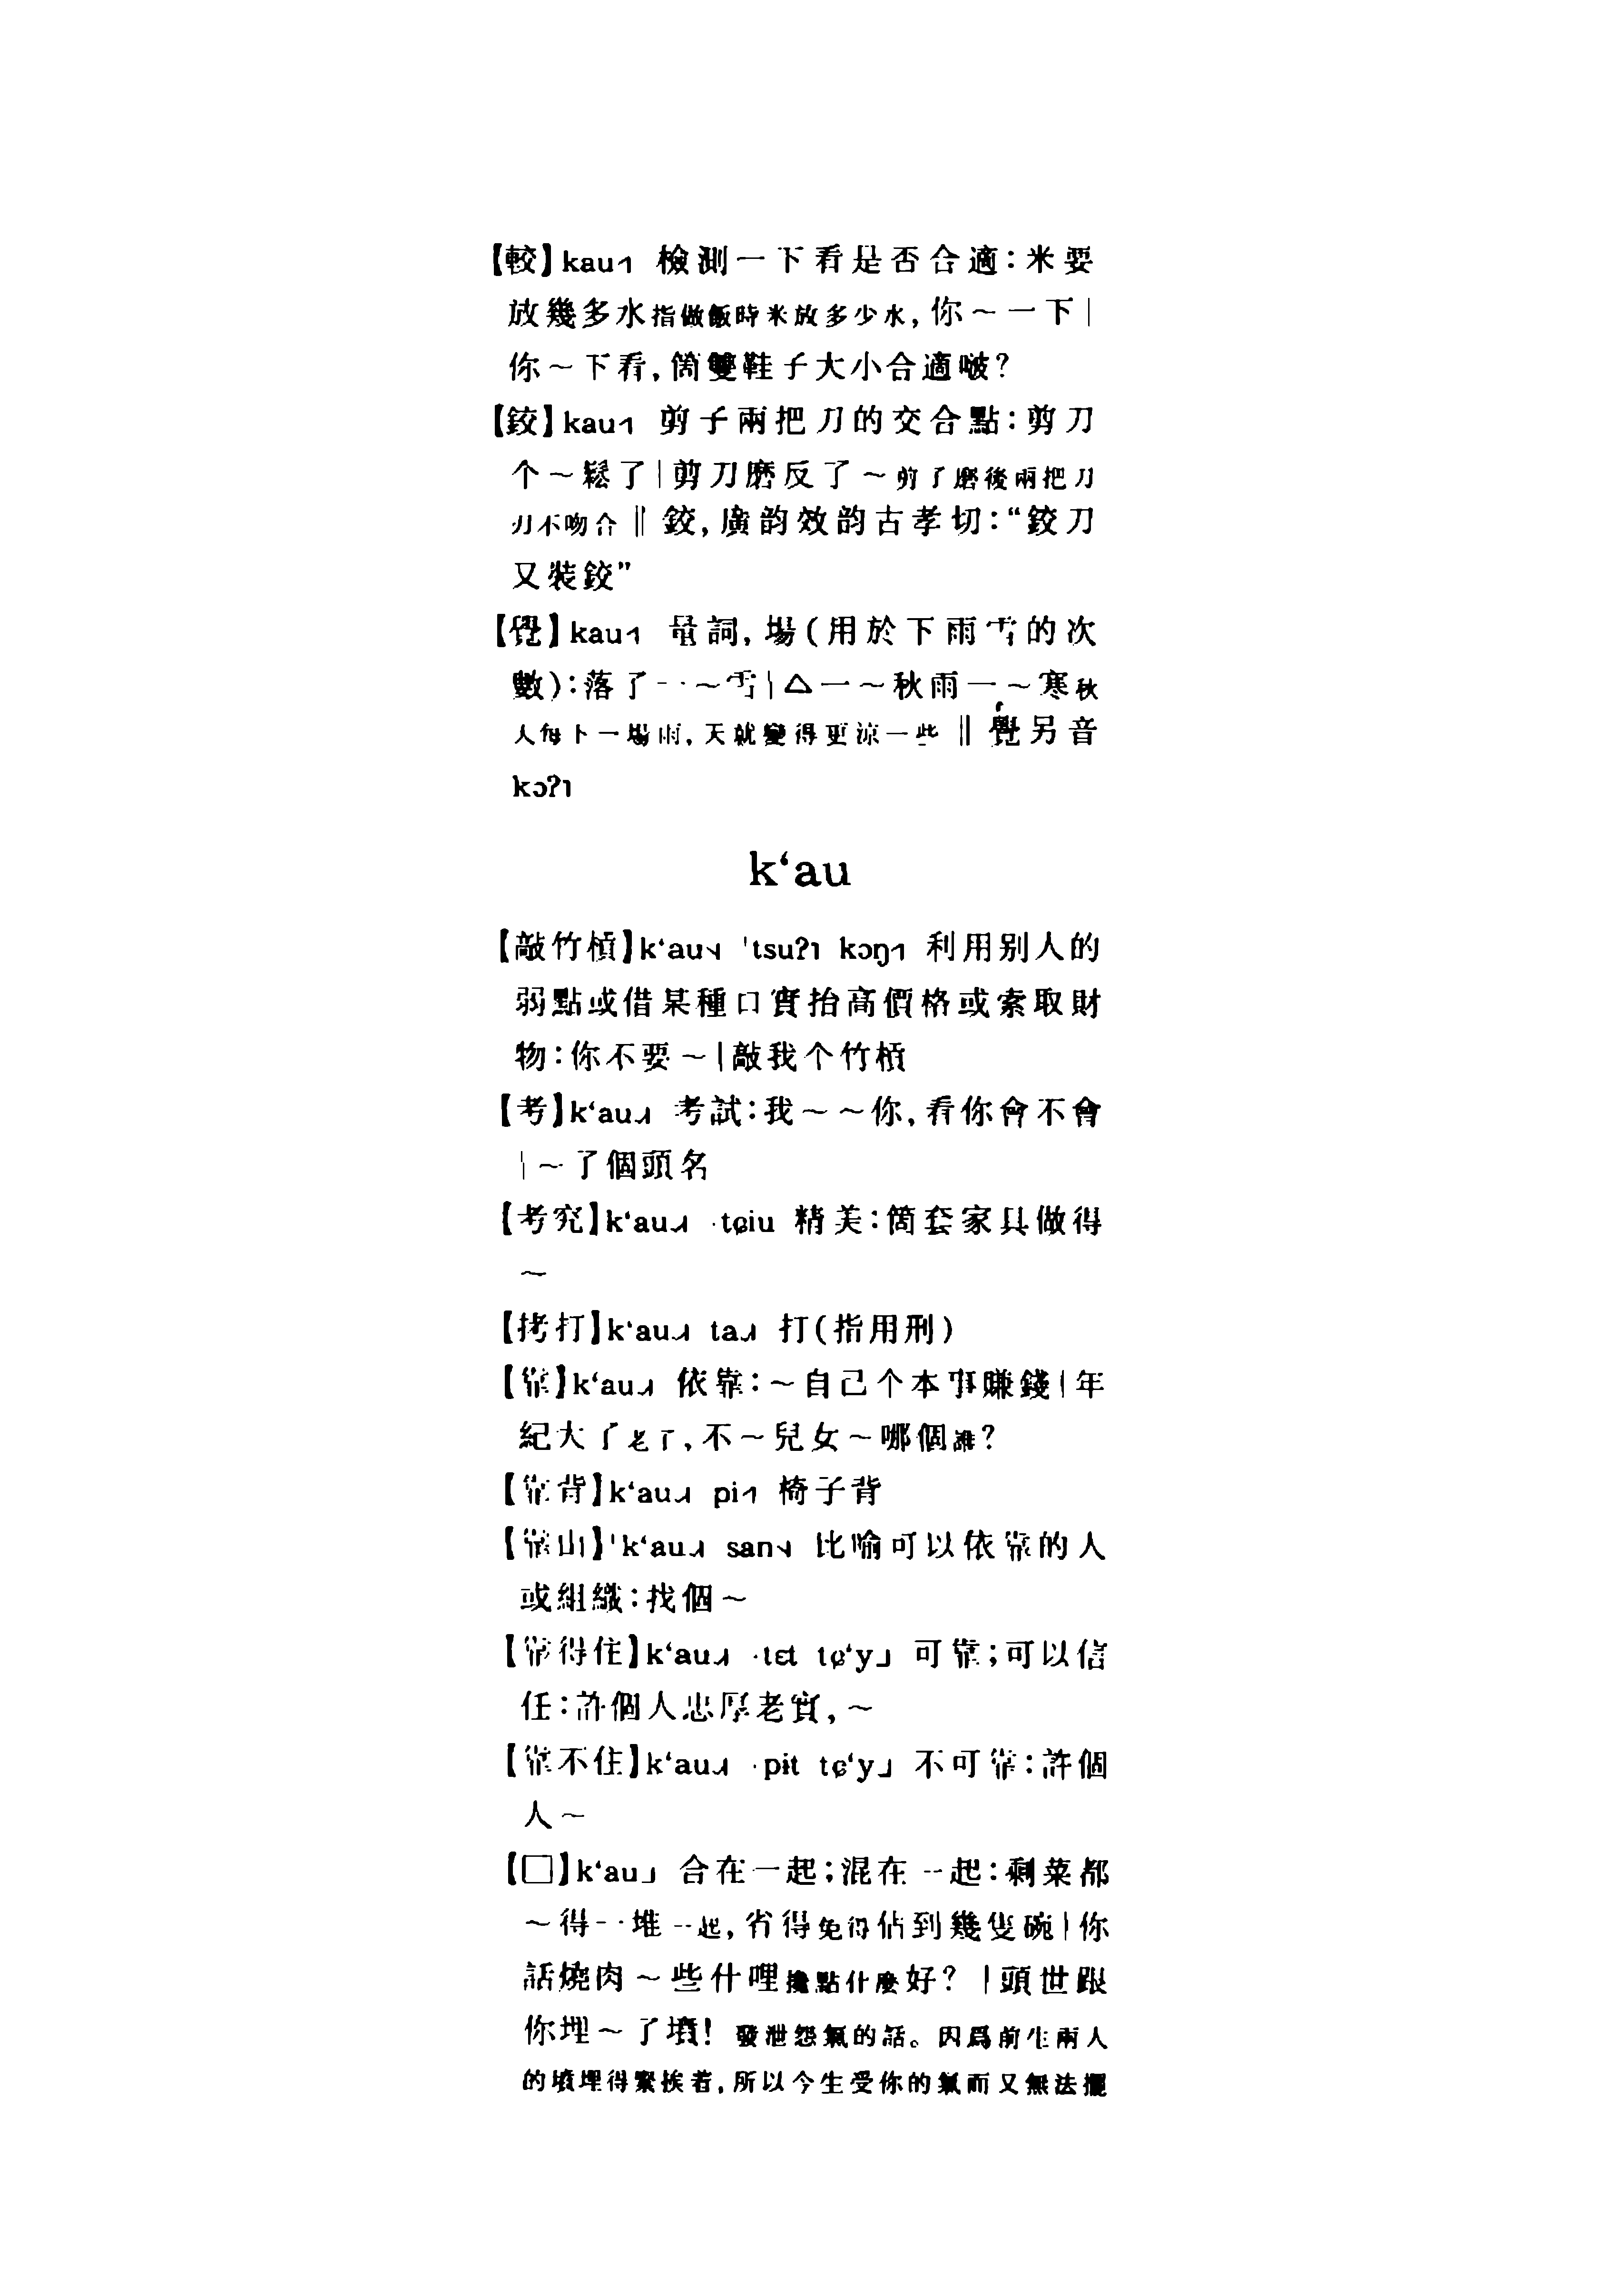 【較】kau˧ 檢測一下看是否合適：米要
放幾多水指做飯時米放多少水，你～一下｜
你～下看，箇雙鞋子大小合適啵？
【鉸】kau˧ 剪子兩把刀的交合點：剪刀
个～鬆了｜剪刀磨反了～剪了磨後兩把刀
刃不吻合‖鉸，廣韵效韵古孝切：“鉸刀
又裝鉸”
【覺】kau˧ 量詞，場(用於下雨雪的次
數)：落了一～雪｜△一～秋雨一～寒秋
人每下一場雨，天就變得更涼一些‖覺另音
kɔʔ˥
k‘au
【敲竹槓】k‘au˧˩ 'tsuʔ˥ kɔŋ˧ 利用别人的
弱點或借某種口實抬高價格或索取財
物：你不要～｜敲我个竹槓
【考】k‘au˨˩˧ 考試：我～～你，看你會不會
｜～了個頭名
【考究】k‘au˨˩˧ ·tɕiu 精美：箇套家具做得
～
【拷打】k‘au˨˩˧ ta˨˩˧ 打(指用刑)
【靠】k‘au˨˩˧ 依靠：～自己个本事賺錢｜年
紀大了老了，不～兒女～哪個誰？
【靠背】k‘au˨˩˧ pi˧ 椅子背
【靠山】'k‘au˨˩˧ san˧˩ 比喻可以依靠的人
或組織：找個～
【靠得住】k‘au˨˩˧ ·tɛt tɕ‘y˩ 可靠；可以信
任：許個人忠厚老實，～
【靠不住】k‘au˨˩˧ ·pɨt tɕ‘y˩ 不可靠：許個
人～
【□】k‘au˩ 合在一起；混在一起：剩菜都
～得一堆一起，省得免得佔到幾隻碗｜你
話燒肉～些什哩攙點什麽好？｜頭世跟
你埋～了墳！發泄怨氣的話。因爲前生兩人
的墳埋得緊挨着，所以今生受你的氣而又無法擺